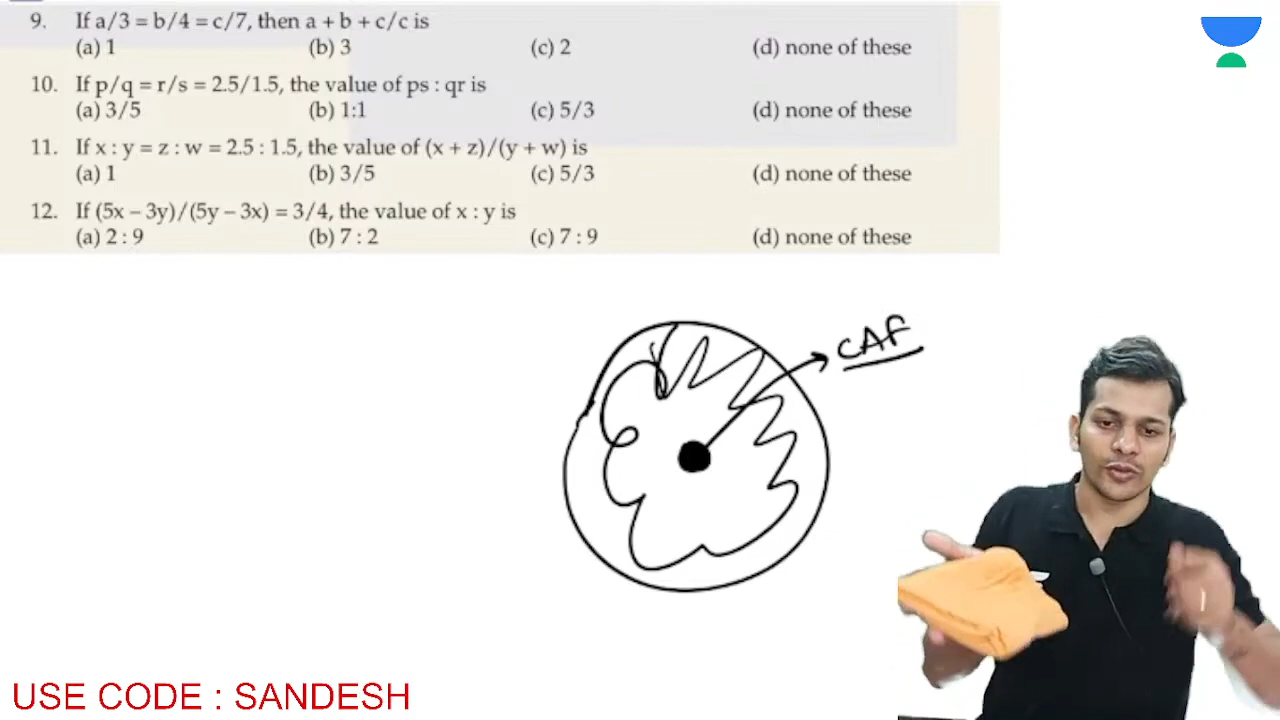 9. If a/3 = b/4 = c/7, then a + b + c/c is
(a) 1 (b) 3 (c) 2 (d) none of these
10. If p/q = r/s = 2.5/1.5, the value of ps : qr is
(a) 3/5 (b) 1:1 (c) 5/3 (d) none of these
11. If x : y = z : w = 2.5 : 1.5, the value of (x + z)/(y + w) is
(a) 1 (b) 3/5 (c) 5/3 (d) none of these
12. If (5x – 3y)/(5y – 3x) = 3/4, the value of x : y is
(a) 2 : 9 (b) 7 : 2 (c) 7 : 9 (d) none of these
CAF
USE CODE : SANDESH